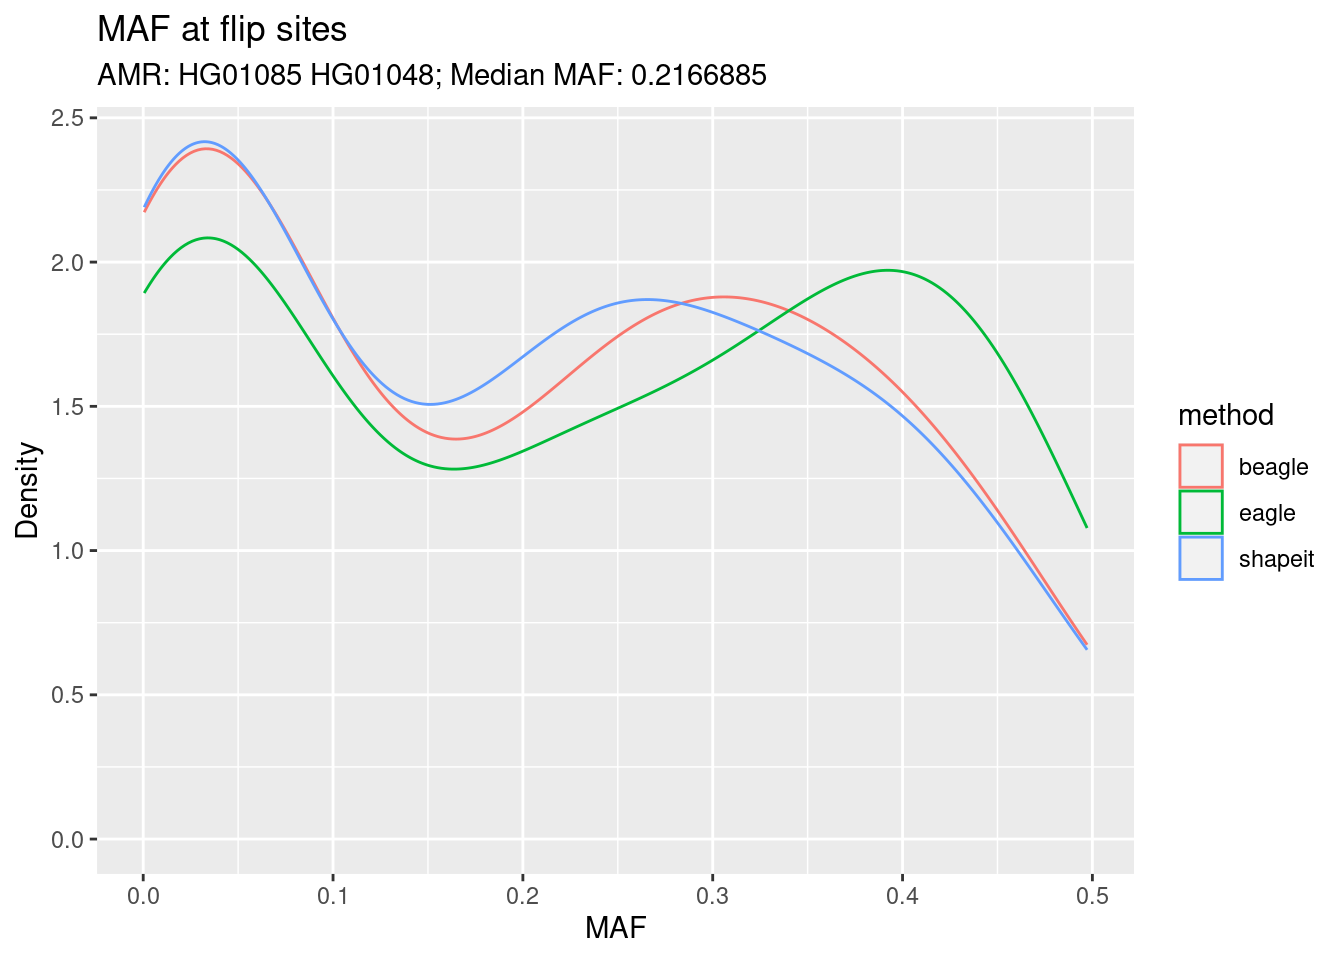 MAF at flip sites
AMR: HG01085 HG01048; Median MAF: 0.2166885
2.5
2.0
1.5
1.0
0.5
0.0
Density
0.0 0.1 0.2 0.3 0.4 0.5
MAF
method
beagle
eagle
shapeit